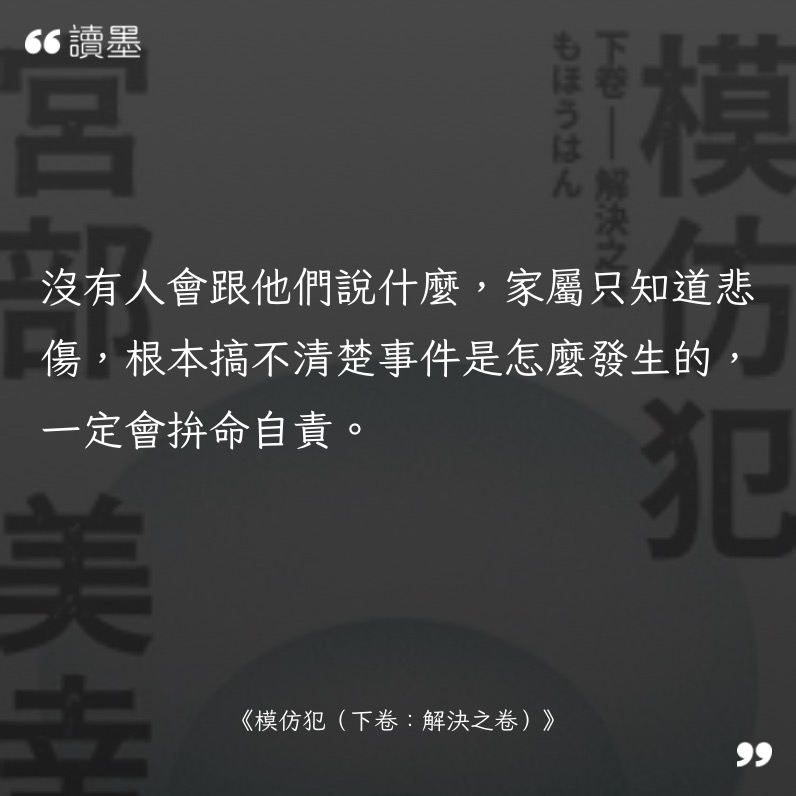 讀墨
模仿犯
下卷——解決之
もほうはん
宮部美幸
沒有人會跟他們說什麼，家屬只知道悲
傷，根本搞不清楚事件是怎麼發生的，
一定會拚命自責。
《模仿犯（下卷：解決之卷）》